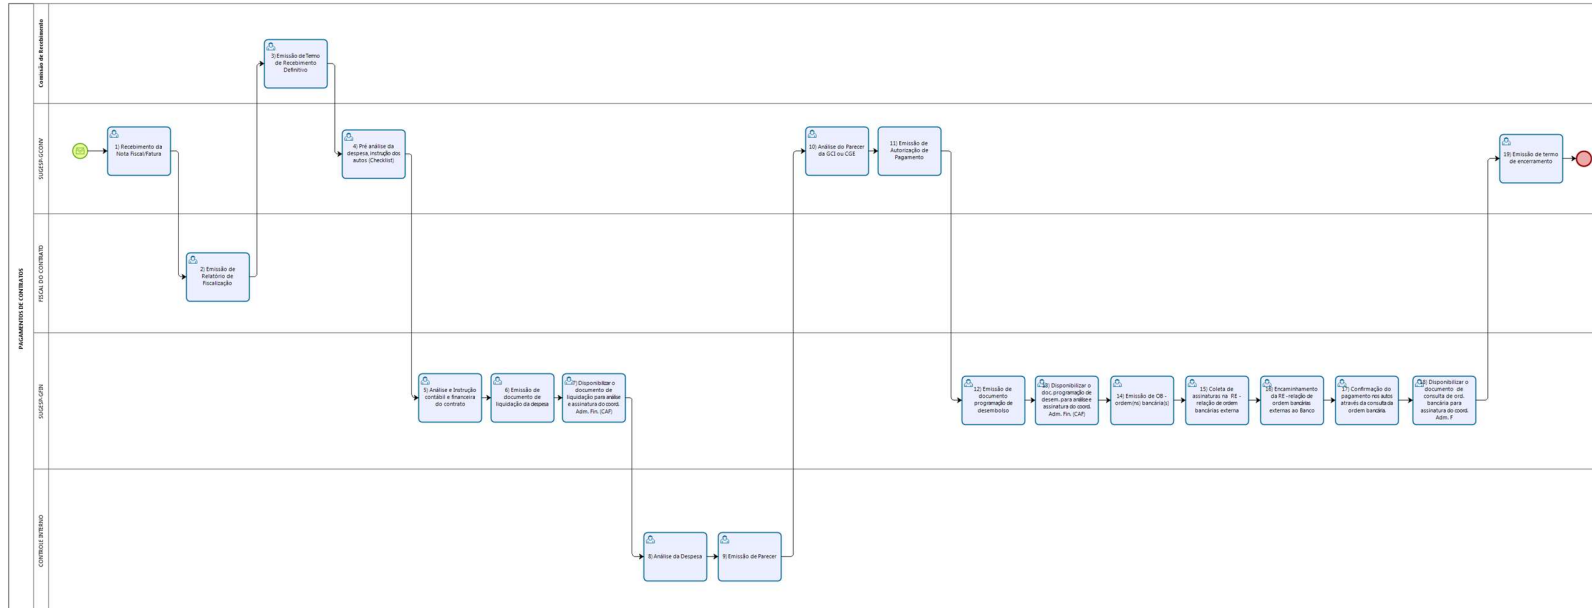 PAGAMENTOS DE CONTRATOS
Comissão de Recebimento
3) Emissão de Termo
de Recebimento
Definitivo
SUGESP-GCONV
1) Recebimento da
Nota Fiscal/Fatura
4) Pré análise da
despesa, instrução dos
autos (Checklist)
10) Análise do Parecer
da GCI ou CGE
11) Emissão de
Autorização de
Pagamento
19) Emissão de termo
de encerramento
FISCAL DO CONTRATO
2) Emissão de
Relatório de
Fiscalização
SUGESP-GFIN
5) Análise e Instrução
contábil e financeira
do contrato
6) Emissão de
documento de
liquidação da despesa
7) Disponibilizar o
documento de
liquidação para análise
e assinatura do coord.
Adm. Fin. (CAF)
12) Emissão de
documento
programação de
desembolso
13) Disponibilizar o
doc. programação de
desem. para análise e
assinatura do coord.
Adm. Fin. (CAF)
14) Emissão de OB -
ordem(ns) bancária(s)
15) Coleta de
assinaturas na RE -
relação de ordem
bancárias externa
16) Encaminhamento
da RE - relação de
ordem bancárias
externas ao Banco
17) Confirmação do
pagamento nos autos
através da consulta da
ordem bancária.
18) Disponibilizar o
documento de
consulta de ord.
bancária para
assinatura do coord.
Adm. F
CONTROLE INTERNO
8) Análise da Despesa
9) Emissão de Parecer